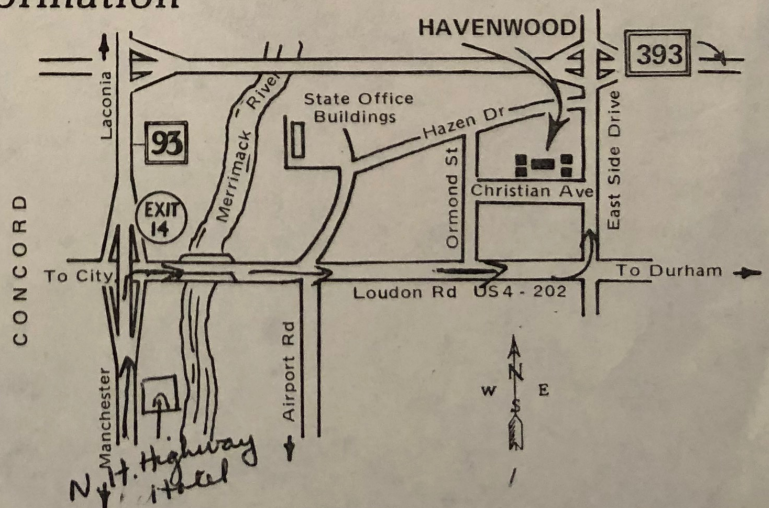 ormation
HAVENWOOD
393
Laconia
River
State Office
Buildings
Hazen Dr
East Side Drive
93
Merrimack
Ormond St
Christian Ave
CONCORD
EXIT
14
To City
To Durham
Loudon Rd US4-202
Airport Rd
Manchester
N
W E
S
N.H. Highway
Hotel